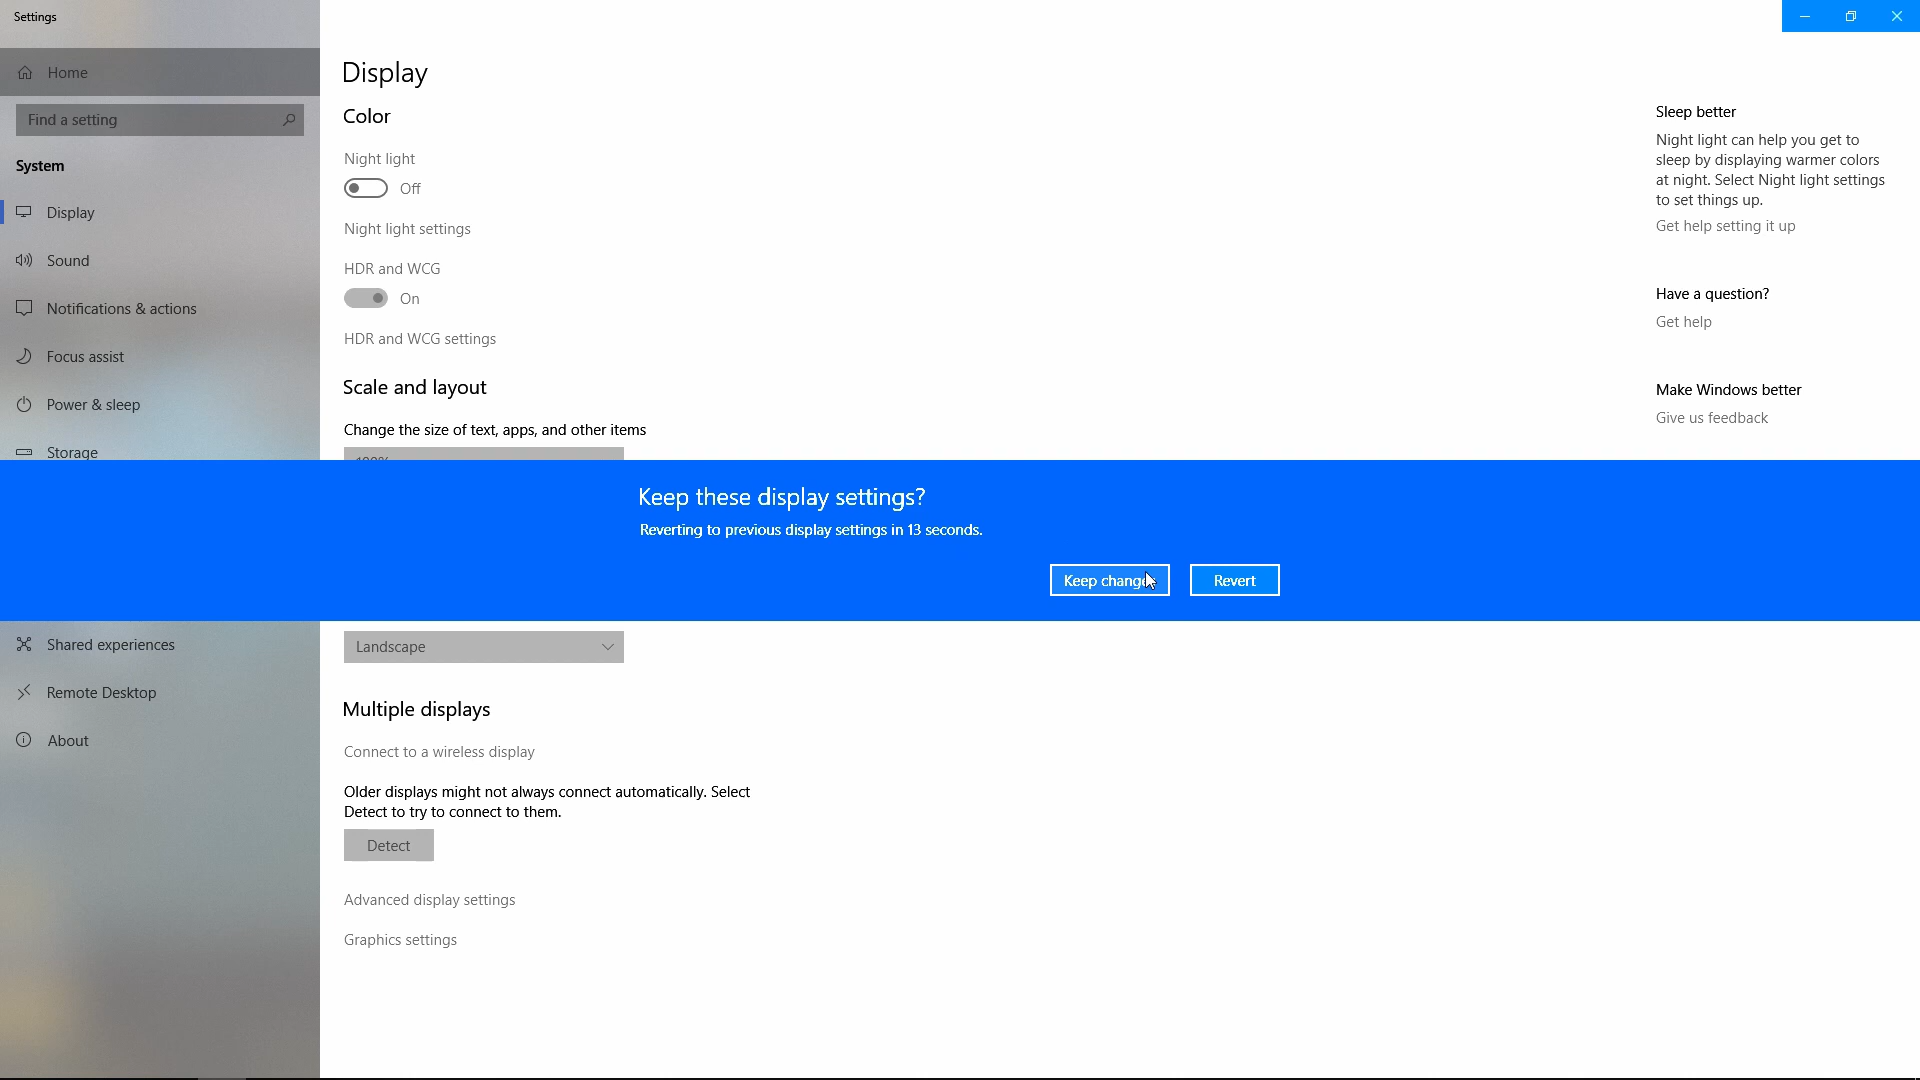 Settings
Home
Find a setting
System
Display
Sound
Notifications & actions
Focus assist
Power & sleep
Storage
Shared experiences
Remote Desktop
About
Display
Color
Night light
Off
Night light settings
HDR and WCG
On
HDR and WCG settings
Scale and layout
Change the size of text, apps, and other items
Keep these display settings?
Reverting to previous display settings in 13 seconds.
Keep changes
Revert
Landscape
Multiple displays
Connect to a wireless display
Older displays might not always connect automatically. Select
Detect to try to connect to them.
Detect
Advanced display settings
Graphics settings
Sleep better
Night light can help you get to
sleep by displaying warmer colors
at night. Select Night light settings
to set things up.
Get help setting it up
Have a question?
Get help
Make Windows better
Give us feedback